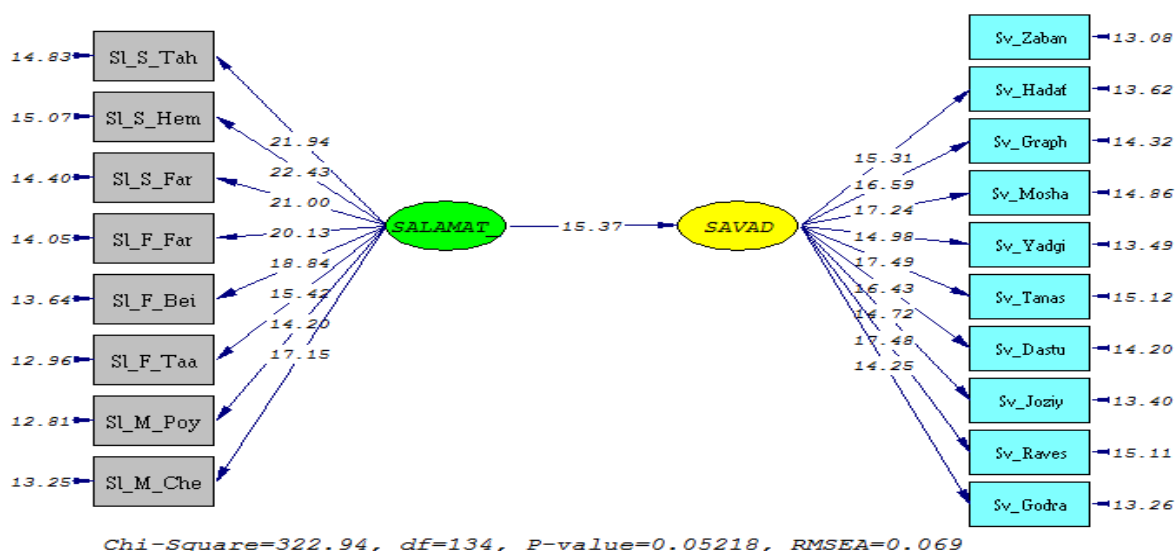 14.83 Sl_S_Tah
15.07 Sl_S_Hem
14.40 Sl_S_Far
14.05 Sl_F_Far
13.64 Sl_F_Bei
12.96 Sl_F_Taa
12.81 Sl_M_Poy
13.25 Sl_M_Che
21.94
22.43
21.00
20.13
18.84
15.42
14.20
17.15
SALAMAT_ 15.37 SAVAD
15.31
16.59
17.24
14.98
17.49
16.43
14.72
17.48
14.25
Sv_Zaban 13.08
Sv_Hadaf 13.62
Sv_Graph 14.32
Sv_Mosha 14.86
Sv_Yadgi 13.49
Sv_Tanas 15.12
Sv_Dastu 14.20
Sv_Joziy 13.40
Sv_Raves 15.11
Sv_Godra 13.26
Chi-Square=322.94, df=134, P-value=0.05218, RMSEA=0.069